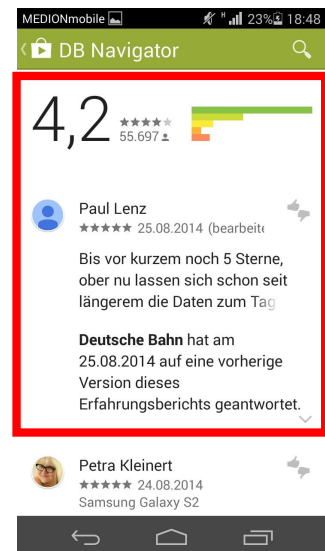 MEDIONmobile H 23% 18:48
DB Navigator
4,2
55.697
Paul Lenz
25.08.2014 (bearbeite
Bis vor kurzem noch 5 Sterne,
ober nu lassen sich schon seit
längerem die Daten zum Tag
Deutsche Bahn hat am
25.08.2014 auf eine vorherige
Version dieses
Erfahrungsberichts geantwortet.
Petra Kleinert
24.08.2014
Samsung Galaxy S2